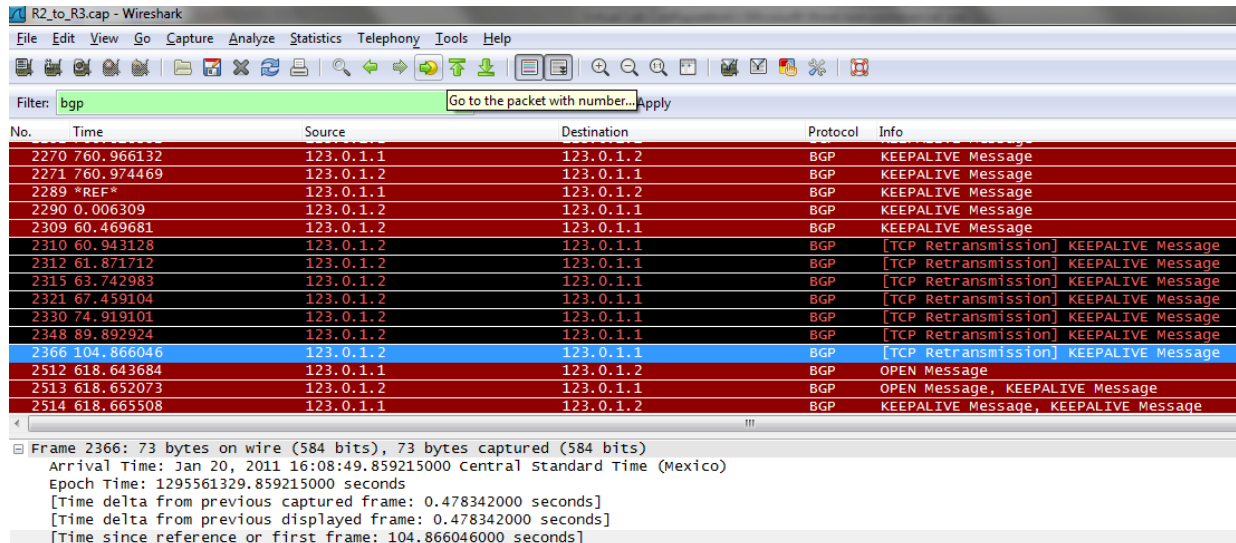 R2_to_R3.cap - Wireshark
File Edit View Go Capture Analyze Statistics Telephony Tools Help
Filter: bgp Go to the packet with number... Apply
No. Time Source Destination Protocol Info
2270 760.966132 123.0.1.1 123.0.1.2 BGP KEEPALIVE Message
2271 760.974469 123.0.1.2 123.0.1.1 BGP KEEPALIVE Message
2289 *REF* 123.0.1.1 123.0.1.2 BGP KEEPALIVE Message
2290 0.006309 123.0.1.2 123.0.1.1 BGP KEEPALIVE Message
2309 60.469681 123.0.1.2 123.0.1.1 BGP KEEPALIVE Message
2310 60.943128 123.0.1.2 123.0.1.1 BGP [TCP Retransmission] KEEPALIVE Message
2312 61.871712 123.0.1.2 123.0.1.1 BGP [TCP Retransmission] KEEPALIVE Message
2315 63.742983 123.0.1.2 123.0.1.1 BGP [TCP Retransmission] KEEPALIVE Message
2321 67.459104 123.0.1.2 123.0.1.1 BGP [TCP Retransmission] KEEPALIVE Message
2330 74.919101 123.0.1.2 123.0.1.1 BGP [TCP Retransmission] KEEPALIVE Message
2348 89.892924 123.0.1.2 123.0.1.1 BGP [TCP Retransmission] KEEPALIVE Message
2366 104.866046 123.0.1.2 123.0.1.1 BGP [TCP Retransmission] KEEPALIVE Message
2512 618.643684 123.0.1.1 123.0.1.2 BGP OPEN Message
2513 618.652073 123.0.1.2 123.0.1.1 BGP OPEN Message, KEEPALIVE Message
2514 618.665508 123.0.1.1 123.0.1.2 BGP KEEPALIVE Message, KEEPALIVE Message
Frame 2366: 73 bytes on wire (584 bits), 73 bytes captured (584 bits)
Arrival Time: Jan 20, 2011 16:08:49.859215000 Central Standard Time (Mexico)
Epoch Time: 1295561329.859215000 seconds
[Time delta from previous captured frame: 0.478342000 seconds]
[Time delta from previous displayed frame: 0.478342000 seconds]
[Time since reference or first frame: 104.866046000 seconds]